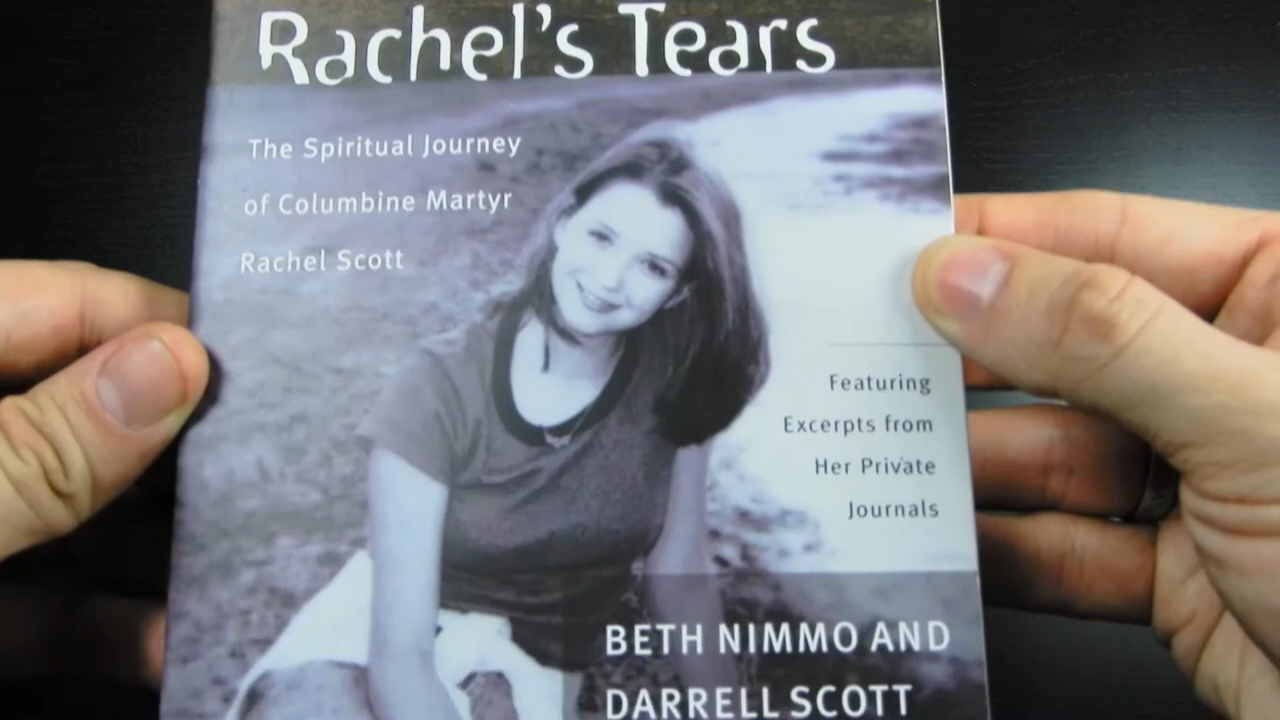 Rachel's Tears
The Spiritual Journey
of Columbine Martyr
Rachel Scott
Featuring
Excerpts from
Her Private
Journals
BETH NIMMO AND
DARRELL SCOTT